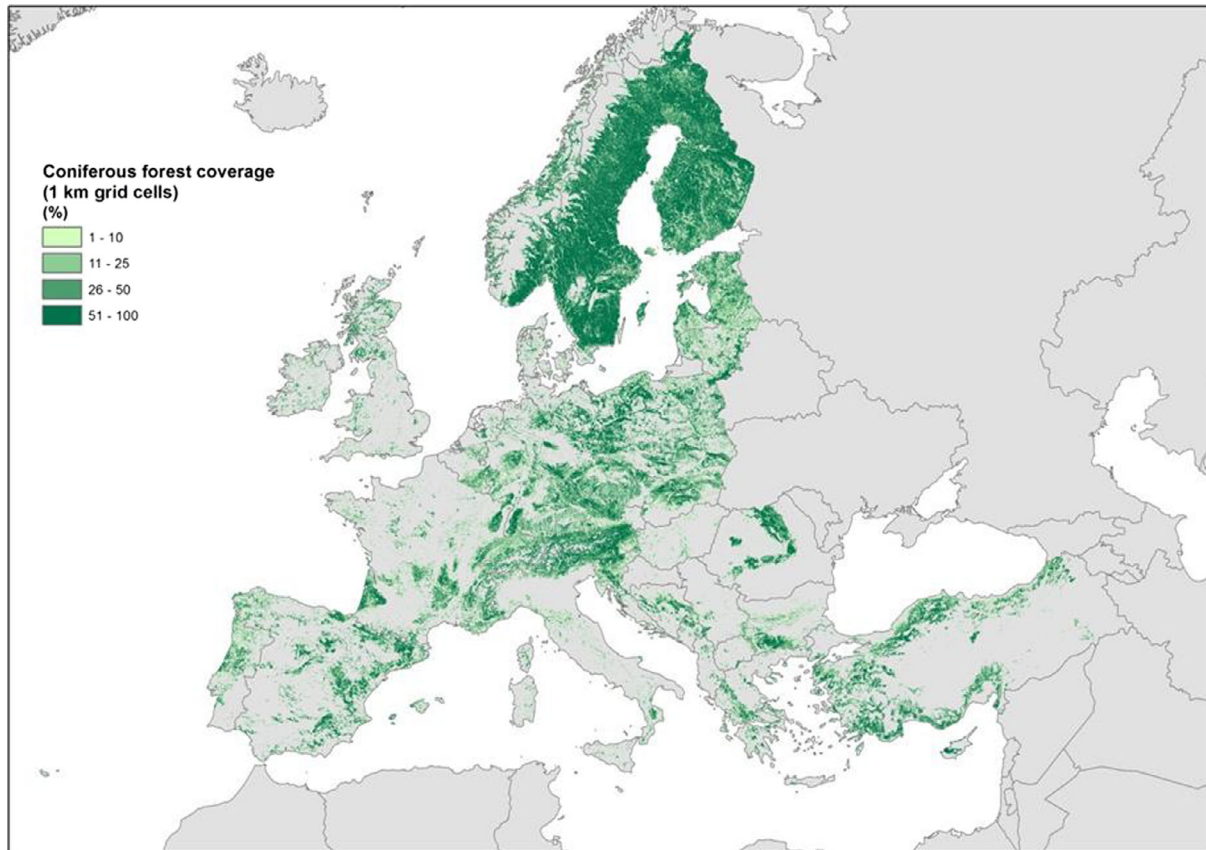 Coniferous forest coverage
(1 km grid cells)
(%)
1 - 10
11 - 25
26 - 50
51 - 100